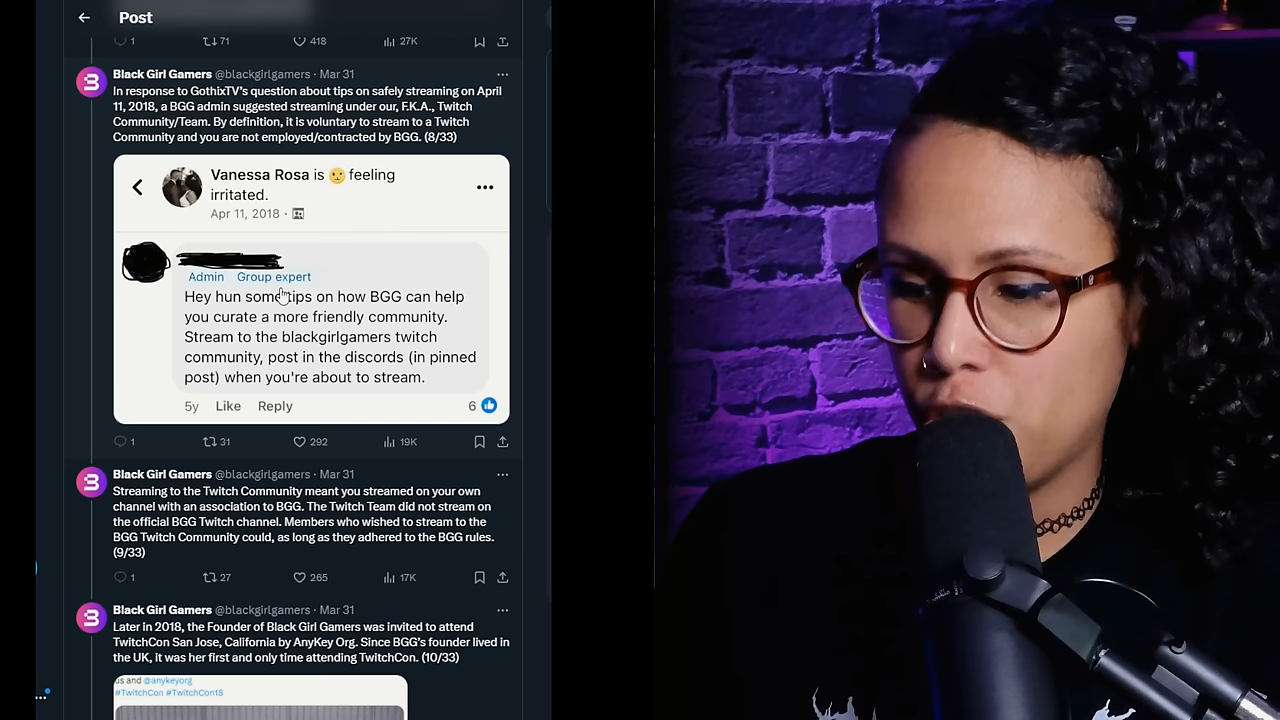 Post
1
71
418
27K
Black Girl Gamers @blackgirlgamers · Mar 31
In response to GothixTV's question about tips on safely streaming on April
11, 2018, a BGG admin suggested streaming under our, F.K.A., Twitch
Community/Team. By definition, it is voluntary to stream to a Twitch
Community and you are not employed/contracted by BGG. (8/33)
Vanessa Rosa is feeling
irritated.
Apr 11, 2018 ·
Admin Group expert
Hey hun some tips on how BGG can help
you curate a more friendly community.
Stream to the blackgirlgamers twitch
community, post in the discords (in pinned
post) when you're about to stream.
5y Like Reply 6
1
31
292
19K
Black Girl Gamers @blackgirlgamers · Mar 31
Streaming to the Twitch Community meant you streamed on your own
channel with an association to BGG. The Twitch Team did not stream on
the official BGG Twitch channel. Members who wished to stream to the
BGG Twitch Community could, as long as they adhered to the BGG rules.
(9/33)
1
27
265
17K
Black Girl Gamers @blackgirlgamers · Mar 31
Later in 2018, the Founder of Black Girl Gamers was invited to attend
TwitchCon San Jose, California by AnyKey Org. Since BGG's founder lived in
the UK, it was her first and only time attending TwitchCon. (10/33)
us and @anykeyorg
#TwitchCon #TwitchCon18